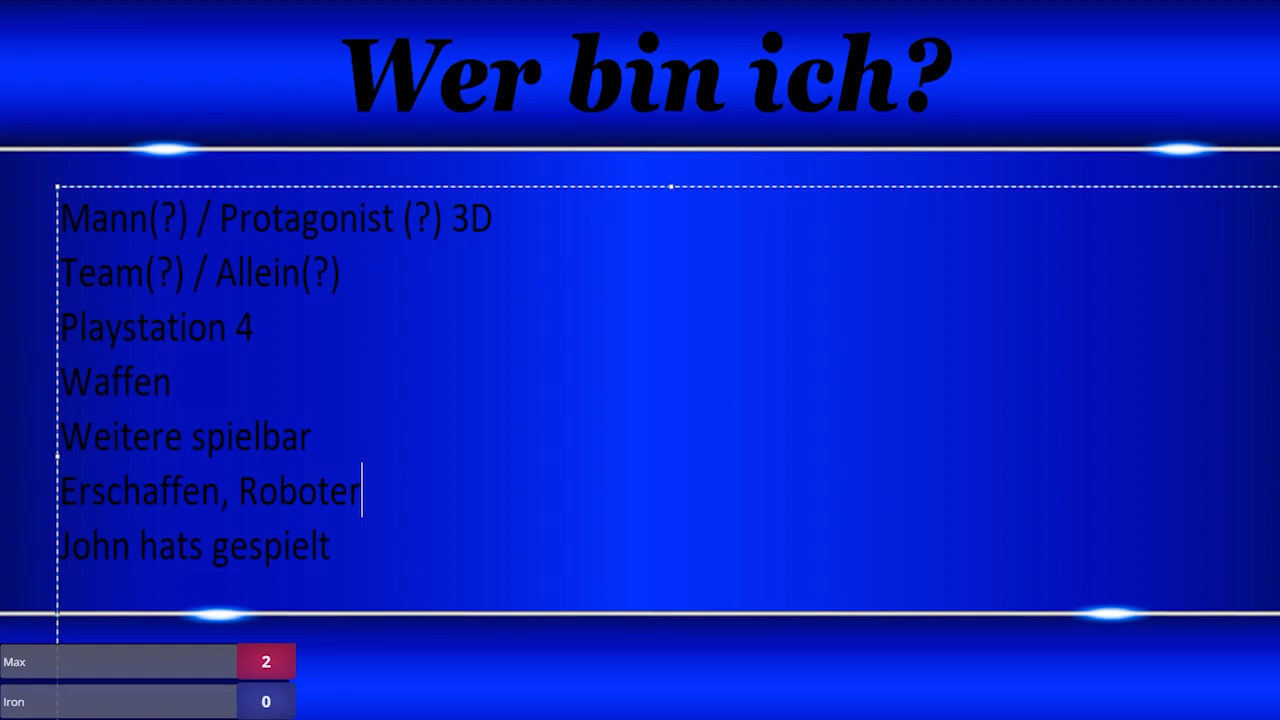 Wer bin ich?
Mann(?) / Protagonist (?) 3D
Team(?) / Allein(?)
Playstation 4
Waffen
Weitere spielbar
Erschaffen, Roboter
John hats gespielt
Max 2
Iron 0